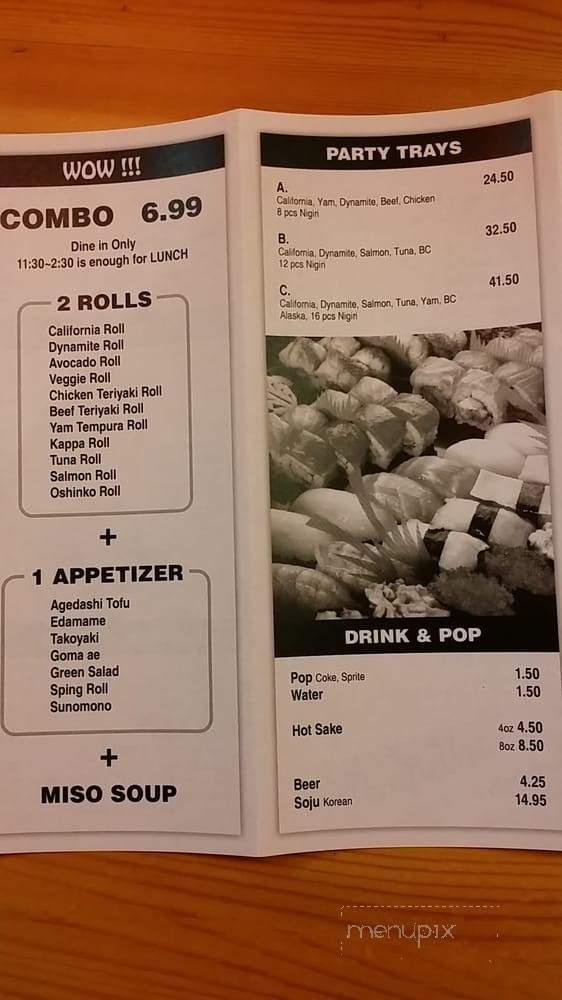 WOW !!!
COMBO 6.99
Dine in Only
11:30~2:30 is enough for LUNCH
2 ROLLS
California Roll
Dynamite Roll
Avocado Roll
Veggie Roll
Chicken Teriyaki Roll
Beef Teriyaki Roll
Yam Tempura Roll
Kappa Roll
Tuna Roll
Salmon Roll
Oshinko Roll
+
1 APPETIZER
Agedashi Tofu
Edamame
Takoyaki
Goma ae
Green Salad
Sping Roll
Sunomono
+
MISO SOUP
PARTY TRAYS
A. 24.50
California, Yam, Dynamite, Beef, Chicken
8 pcs Nigiri
B. 32.50
California, Dynamite, Salmon, Tuna, BC
12 pcs Nigiri
C. 41.50
California, Dynamite, Salmon, Tuna, Yam, BC
Alaska, 16 pcs Nigiri
DRINK & POP
Pop Coke, Sprite 1.50
Water 1.50
Hot Sake 4oz 4.50
8oz 8.50
Beer 4.25
Soju Korean 14.95
menupix